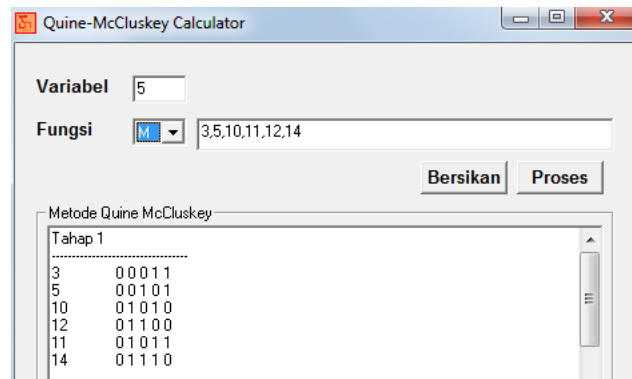 Quine-McCluskey Calculator
Variabel 5
Fungsi M 3,5,10,11,12,14
Bersikan Proses
Metode Quine McCluskey
Tahap 1
--------------------------------
3 0 0 0 1 1
5 0 0 1 0 1
10 0 1 0 1 0
12 0 1 1 0 0
11 0 1 0 1 1
14 0 1 1 1 0